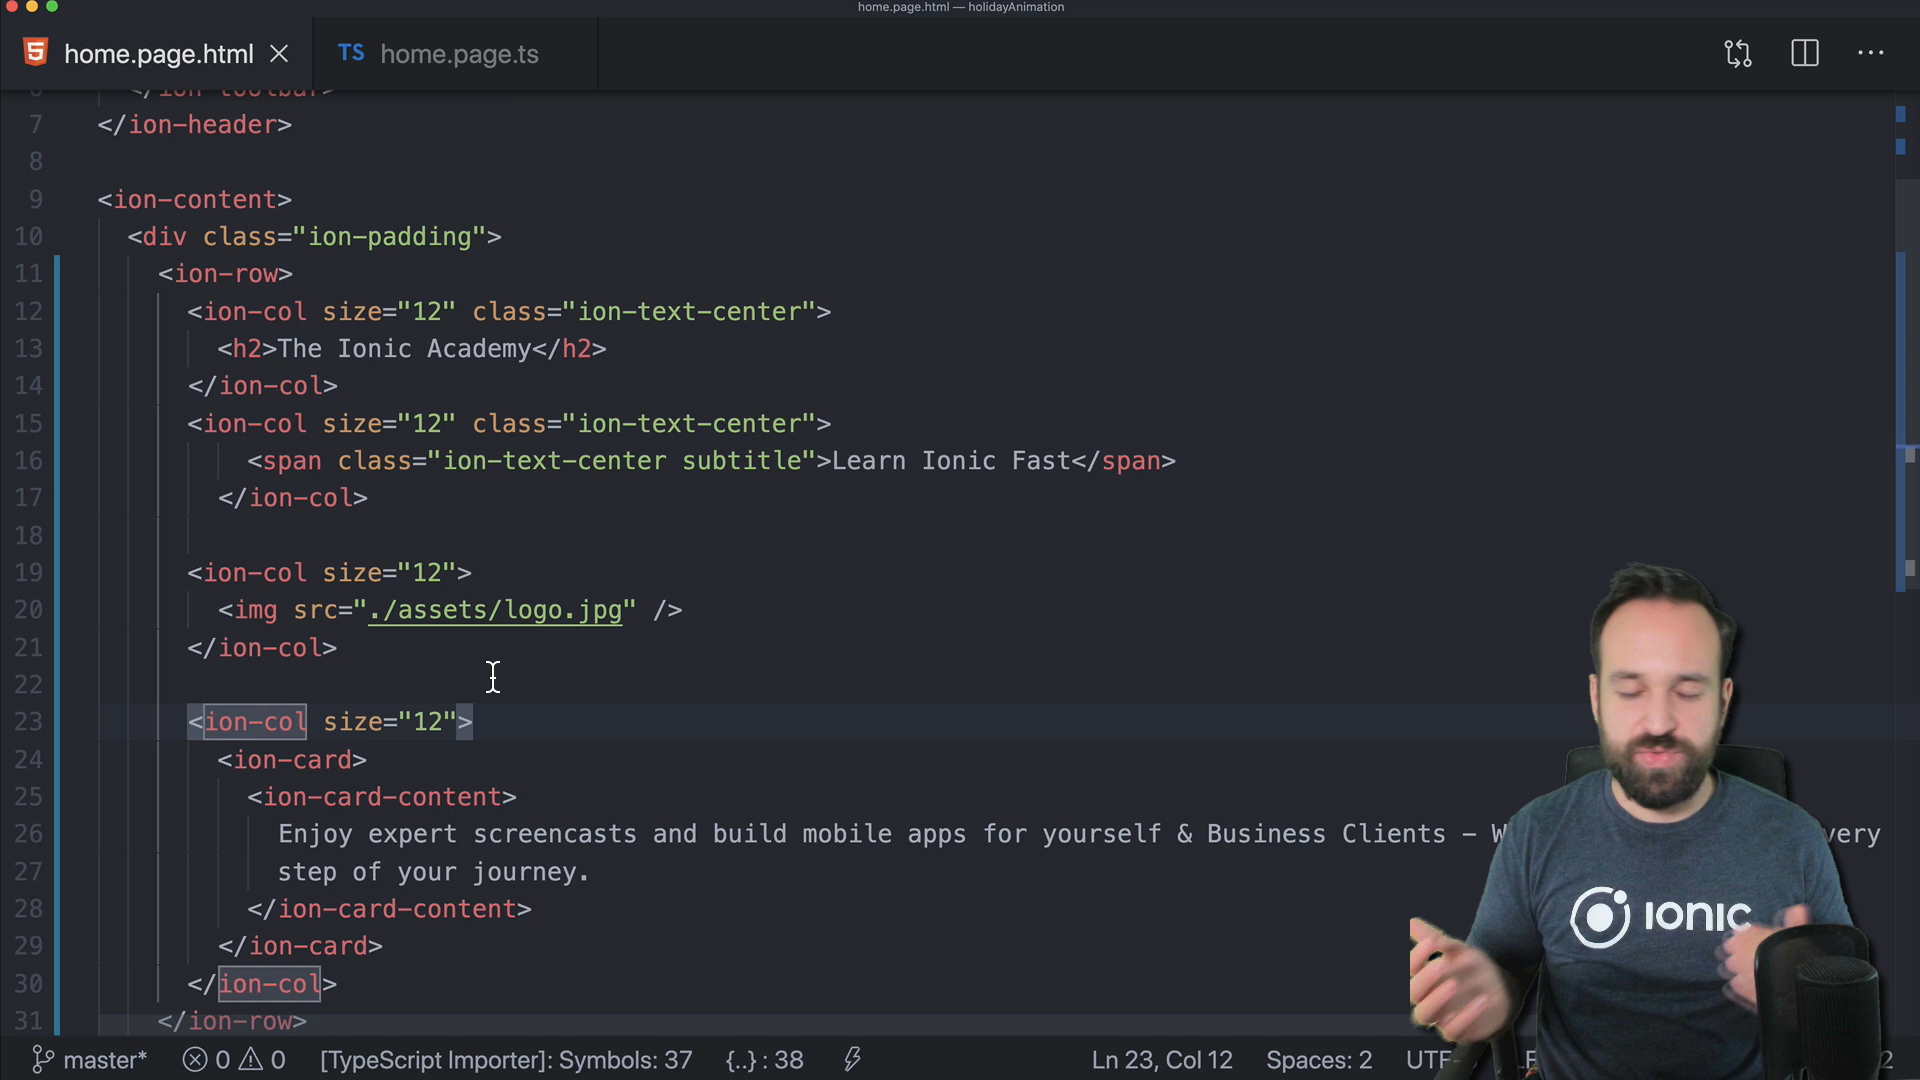 home.page.html — holidayAnimation
home.page.html
TS home.page.ts
7 </ion-header>
8
9 <ion-content>
10 <div class="ion-padding">
11 <ion-row>
12 <ion-col size="12" class="ion-text-center">
13 <h2>The Ionic Academy</h2>
14 </ion-col>
15 <ion-col size="12" class="ion-text-center">
16 <span class="ion-text-center subtitle">Learn Ionic Fast</span>
17 </ion-col>
18
19 <ion-col size="12">
20 <img src="./assets/logo.jpg" />
21 </ion-col>
22
23 <ion-col size="12">
24 <ion-card>
25 <ion-card-content>
26 Enjoy expert screencasts and build mobile apps for yourself & Business Clients –
27 step of your journey.
28 </ion-card-content>
29 </ion-card>
30 </ion-col>
31 </ion-row>
IONIC
master* 0 0 [TypeScript Importer]: Symbols: 37 {..} : 38 Ln 23, Col 12 Spaces: 2